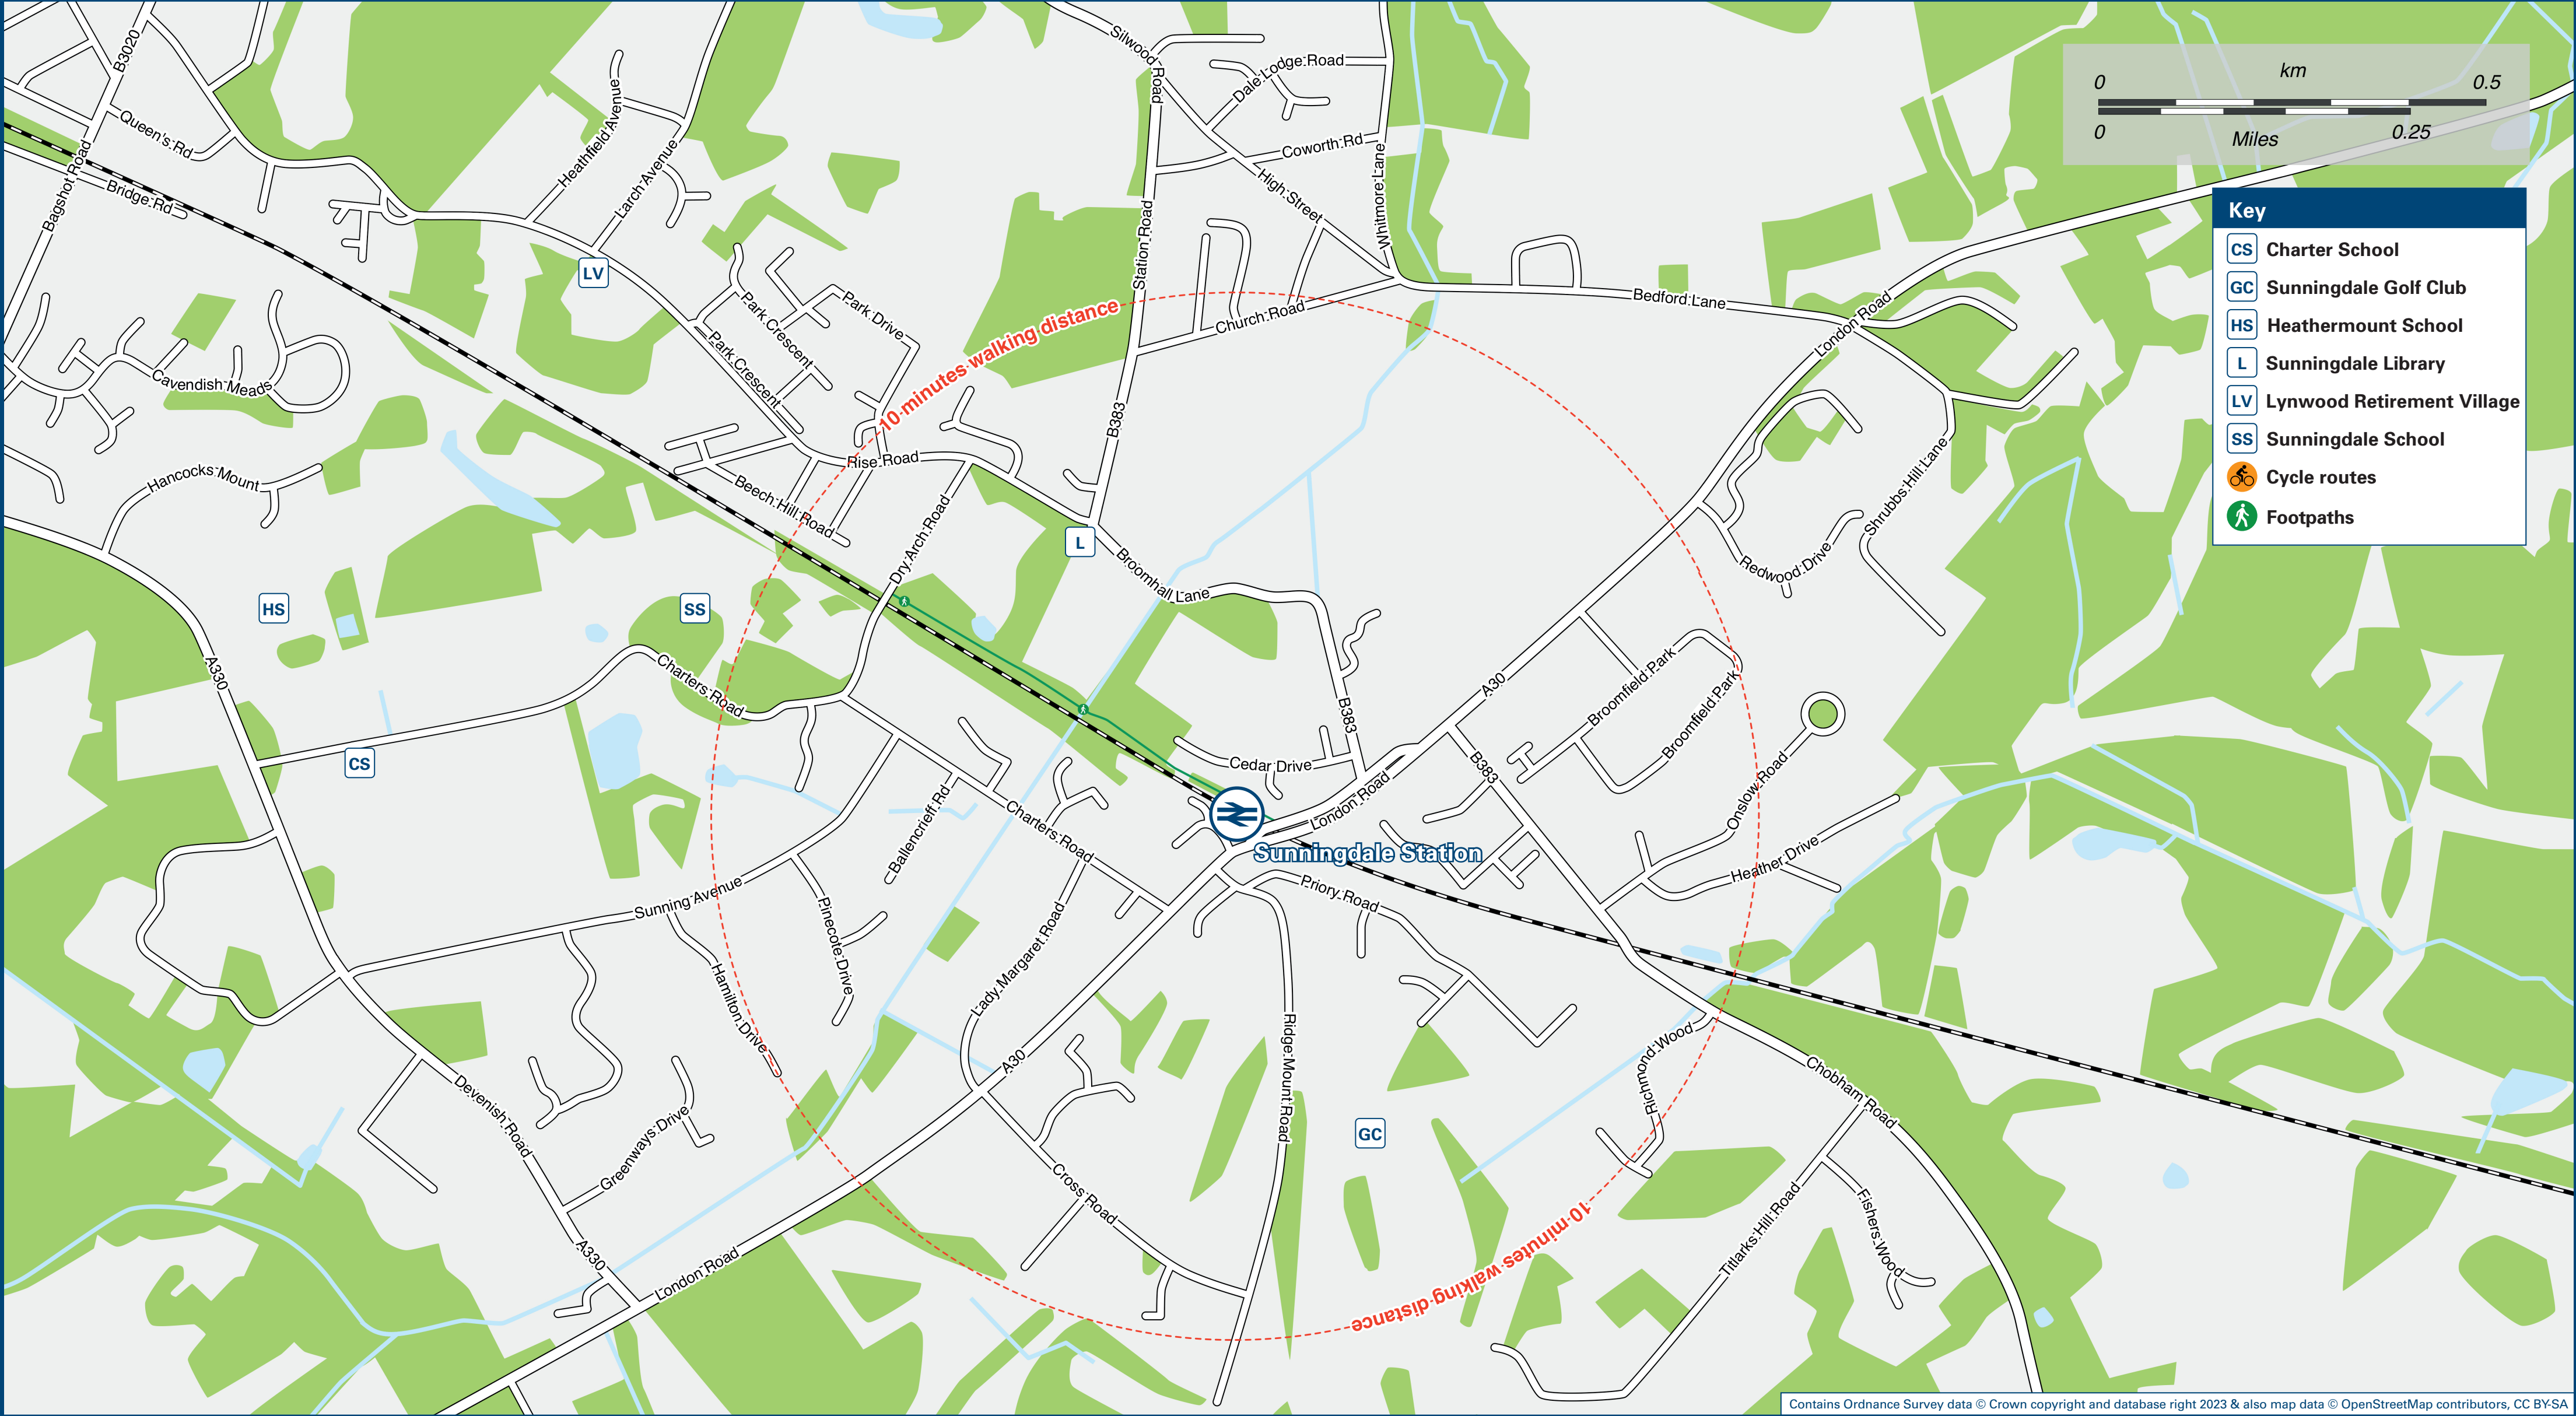 B3020
Queen's Rd
Bagshot Road
Bridge Rd
Heathfield Avenue
Larch Avenue
LV
Silwood Road
Dale Lodge Road
Coworth Rd
High Street
Whitmore Lane
Station Road
Church Road
Bedford Lane
London Road
km
0
0.5
0
0.25
Miles
Key
CS Charter School
GC Sunningdale Golf Club
HS Heathermount School
L Sunningdale Library
LV Lynwood Retirement Village
SS Sunningdale School
Cycle routes
Footpaths
Park Crescent
Park Drive
Park Crescent
10 minutes walking distance
Cavendish Meads
Hancocks Mount
Rise Road
Beech Hill Road
Dry Arch Road
B383
L
Broomhall Lane
Shrubbs Hill Lane
Redwood Drive
HS
SS
Charters Road
A330
CS
B383
A30
Broomfield Park
Broomfield Park
Cedar Drive
London Road
B383
Onslow Road
Heather Drive
Sunningdale Station
Charters Road
Ballencrieff Rd
Sunning Avenue
Pinecote Drive
Hamilton Drive
Lady Margaret Road
Priory Road
A30
Ridge Mount Road
Richmond Wood
Chobham Road
Devenish Road
Greenways Drive
GC
Cross Road
Titlarks Hill Road
Fishers Wood
A330
London Road
10 minutes walking distance
Contains Ordnance Survey data © Crown copyright and database right 2023 & also map data © OpenStreetMap contributors, CC BY-SA